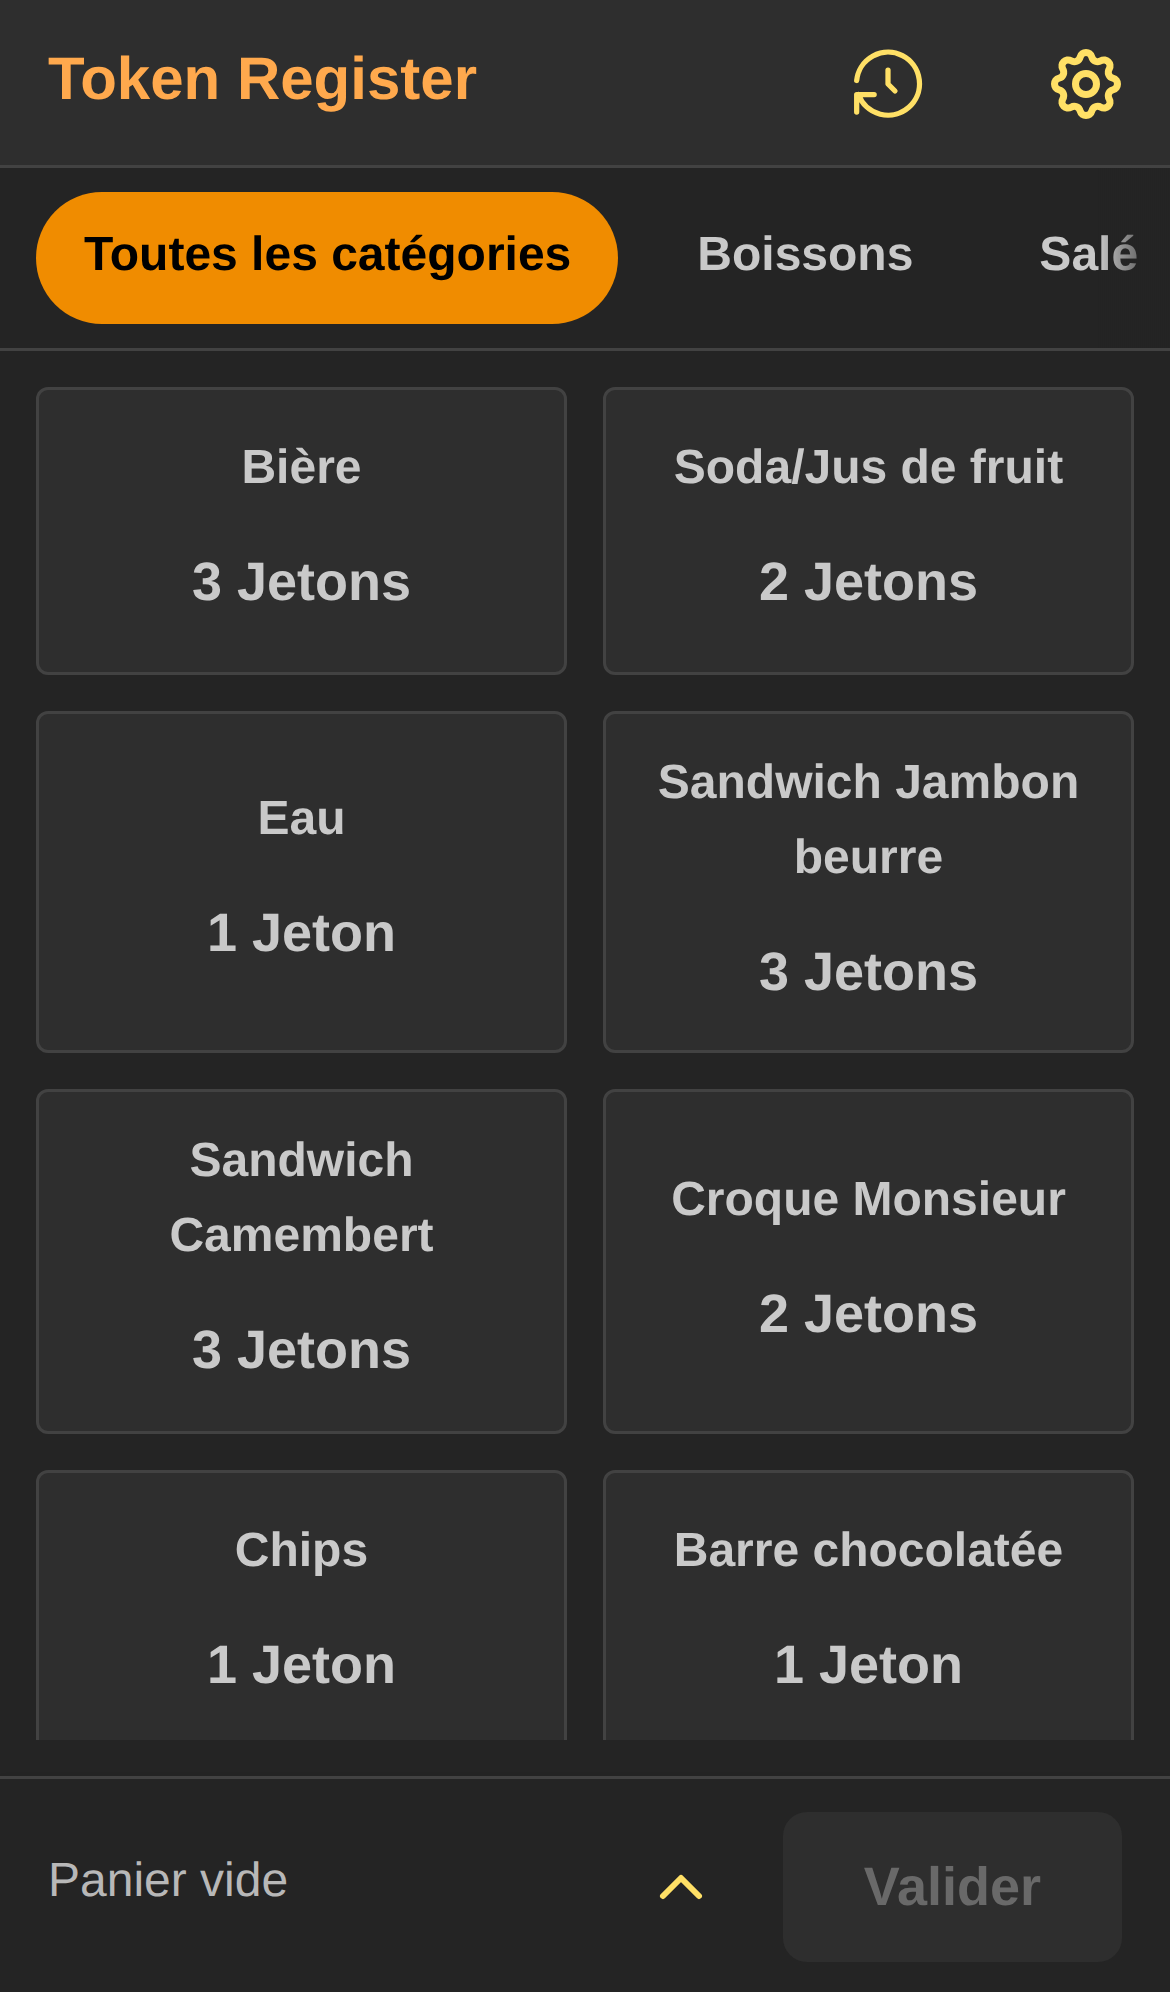 Token Register
Toutes les catégories
Boissons
Salé
Bière
3 Jetons
Soda/Jus de fruit
2 Jetons
Eau
1 Jeton
Sandwich Jambon
beurre
3 Jetons
Sandwich
Camembert
3 Jetons
Croque Monsieur
2 Jetons
Chips
1 Jeton
Barre chocolatée
1 Jeton
Panier vide
Valider